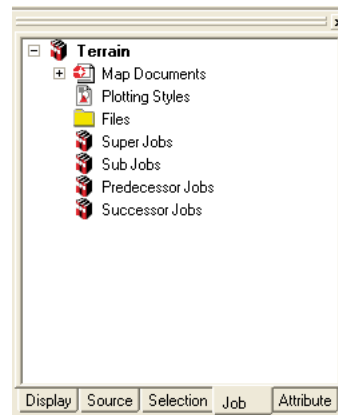 Terrain
Map Documents
Plotting Styles
Files
Super Jobs
Sub Jobs
Predecessor Jobs
Successor Jobs
Display Source Selection Job Attribute